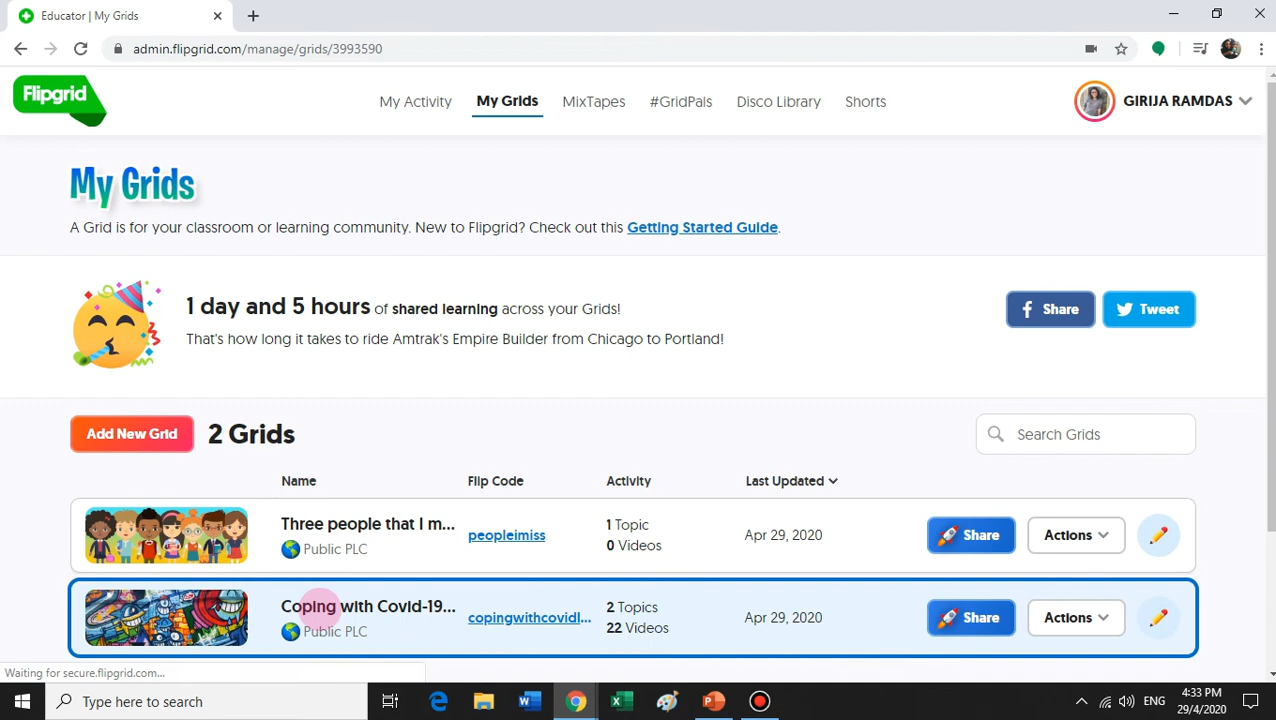 Educator | My Grids
admin.flipgrid.com/manage/grids/3993590
Flipgrid
My Activity
My Grids
MixTapes
#GridPals
Disco Library
Shorts
GIRIJA RAMDAS
My Grids
A Grid is for your classroom or learning community. New to Flipgrid? Check out this Getting Started Guide.
1 day and 5 hours of shared learning across your Grids!
That's how long it takes to ride Amtrak's Empire Builder from Chicago to Portland!
Share
Tweet
Add New Grid
2 Grids
Search Grids
Name
Flip Code
Activity
Last Updated
Three people that I m...
Public PLC
peopleimiss
1 Topic
0 Videos
Apr 29, 2020
Share
Actions
Coping with Covid-19...
Public PLC
copingwithcovidl...
2 Topics
22 Videos
Apr 29, 2020
Share
Actions
Waiting for secure.flipgrid.com...
Type here to search
ENG
4:33 PM
29/4/2020